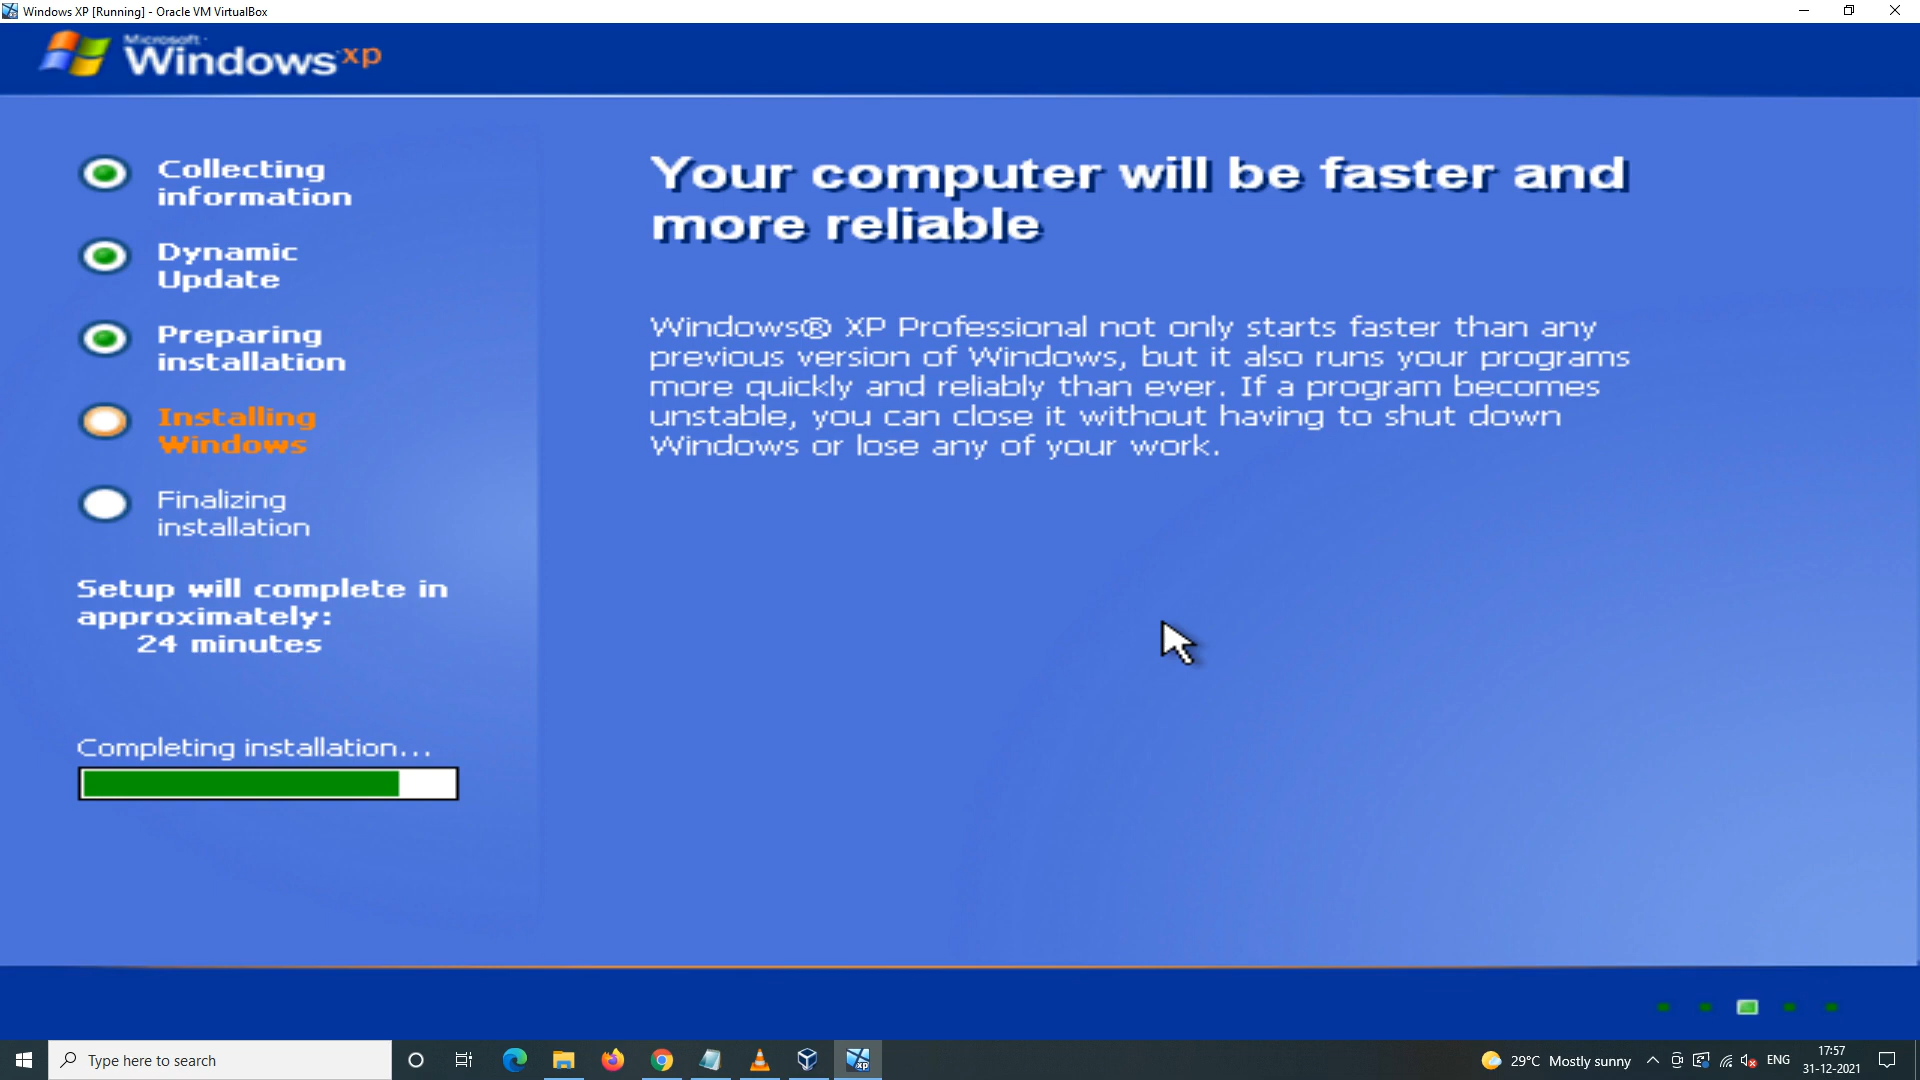 Windows XP [Running] - Oracle VM VirtualBox
Microsoft
Windows xp
Collecting
information
Dynamic
Update
Preparing
installation
Installing
Windows
Finalizing
installation
Setup will complete in
approximately:
24 minutes
Completing installation...
Your computer will be faster and
more reliable
Windows® XP Professional not only starts faster than any
previous version of Windows, but it also runs your programs
more quickly and reliably than ever. If a program becomes
unstable, you can close it without having to shut down
Windows or lose any of your work.
Type here to search
xp
29°C Mostly sunny
ENG
17:57
31-12-2021